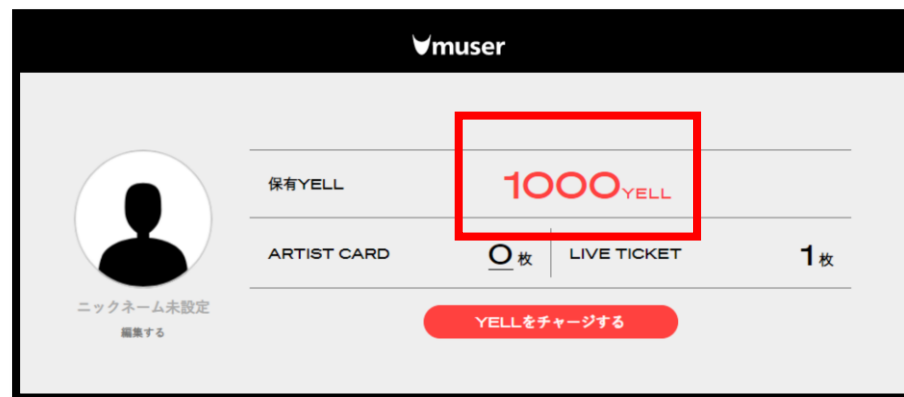 muser
保有YELL 1000 YELL
ARTIST CARD 0 枚 LIVE TICKET 1 枚
ニックネーム未設定
編集する
YELLをチャージする